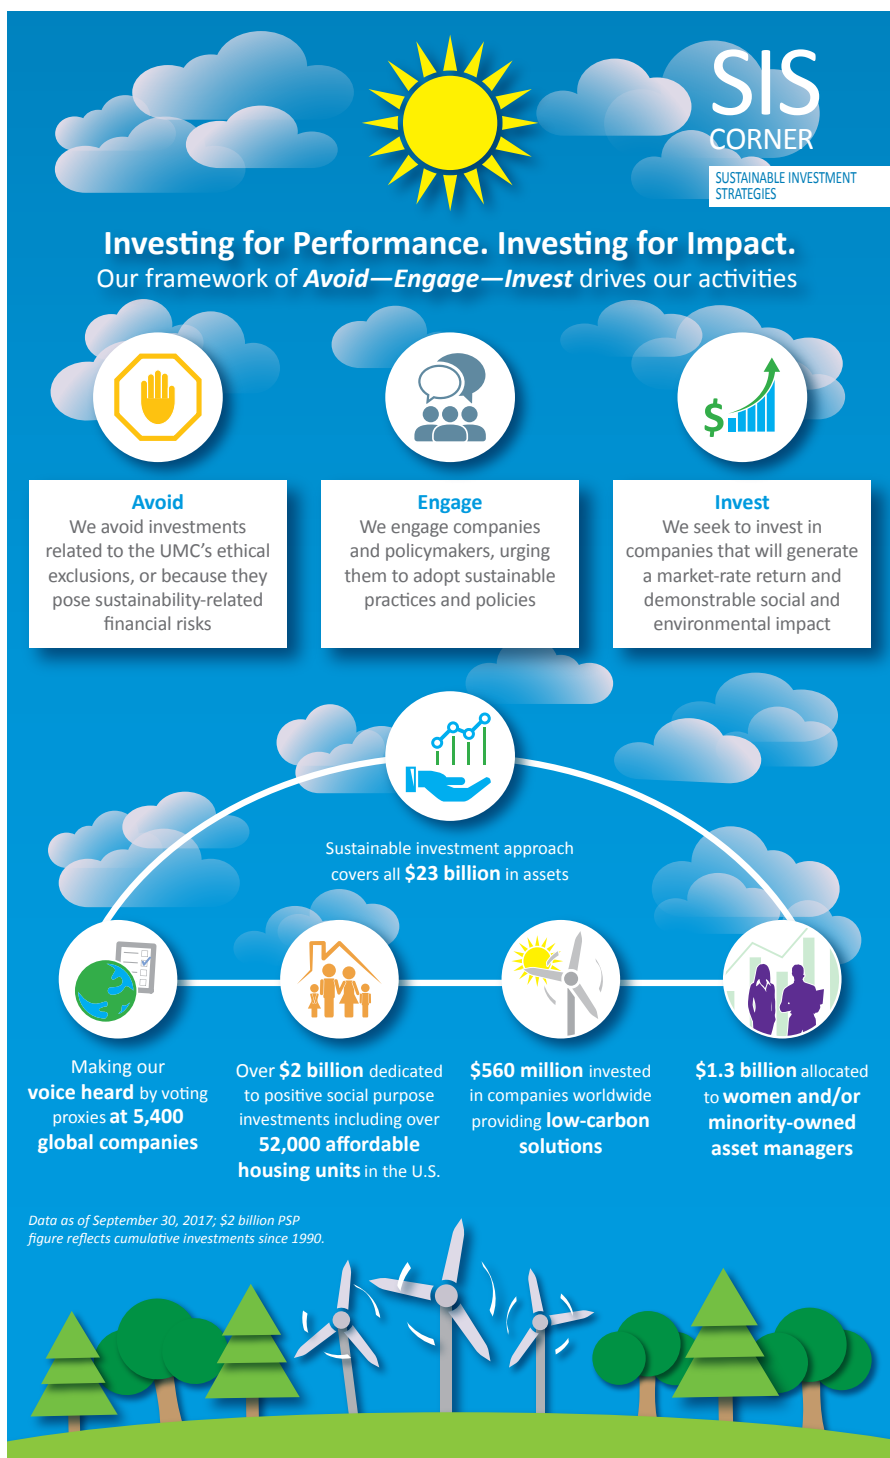 SIS
CORNER
SUSTAINABLE INVESTMENT
STRATEGIES
Investing for Performance. Investing for Impact.
Our framework of Avoid—Engage—Invest drives our activities
$
Avoid
We avoid investments
related to the UMC's ethical
exclusions, or because they
pose sustainability-related
financial risks
Engage
We engage companies
and policymakers, urging
them to adopt sustainable
practices and policies
Invest
We seek to invest in
companies that will generate
a market-rate return and
demonstrable social and
environmental impact
Sustainable investment approach
covers all $23 billion in assets
Making our
voice heard by voting
proxies at 5,400
global companies
Over $2 billion dedicated
to positive social purpose
investments including over
52,000 affordable
housing units in the U.S.
$560 million invested
in companies worldwide
providing low-carbon
solutions
$1.3 billion allocated
to women and/or
minority-owned
asset managers
Data as of September 30, 2017; $2 billion PSP
figure reflects cumulative investments since 1990.